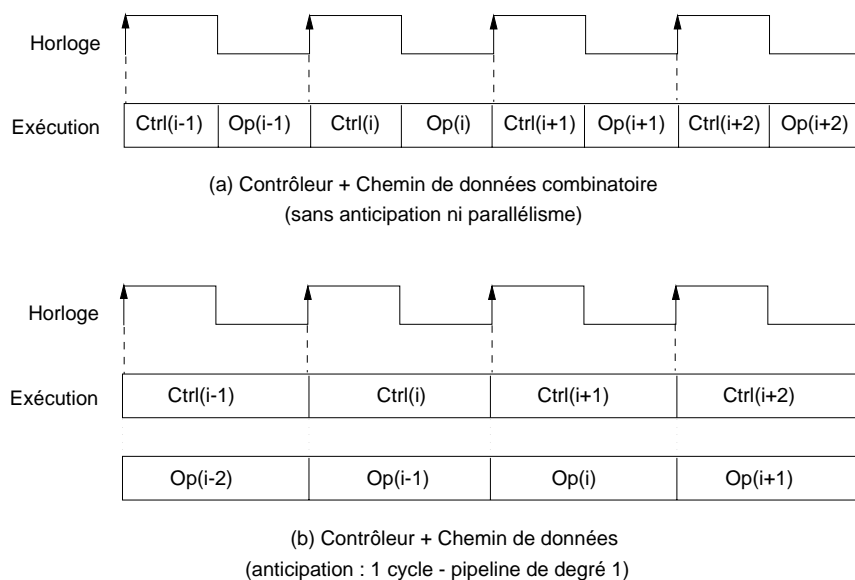 Horloge
Exécution Ctrl(i-1) Op(i-1) Ctrl(i) Op(i) Ctrl(i+1) Op(i+1) Ctrl(i+2) Op(i+2)
(a) Contrôleur + Chemin de données combinatoire
(sans anticipation ni parallélisme)
Horloge
Exécution Ctrl(i-1) Ctrl(i) Ctrl(i+1) Ctrl(i+2)
Op(i-2) Op(i-1) Op(i) Op(i+1)
(b) Contrôleur + Chemin de données
(anticipation : 1 cycle - pipeline de degré 1)